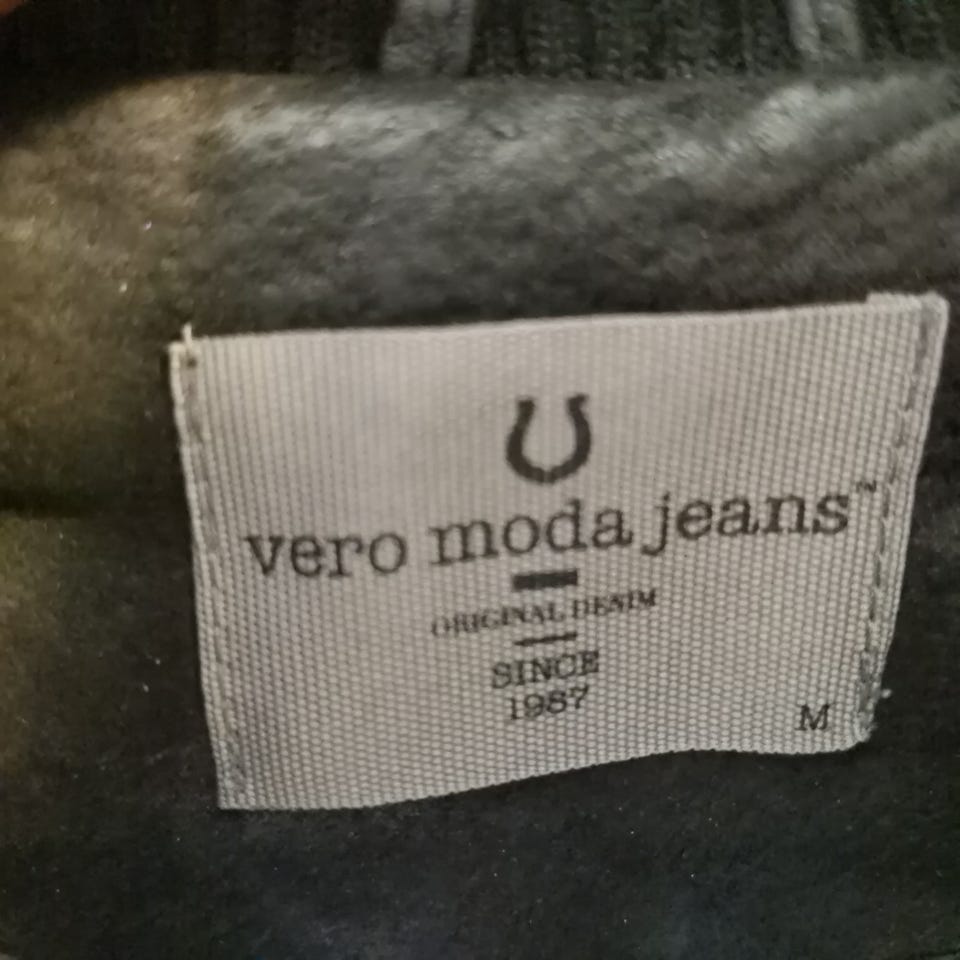 vero moda jeans™
ORIGINAL DENIM
SINCE
1987
M